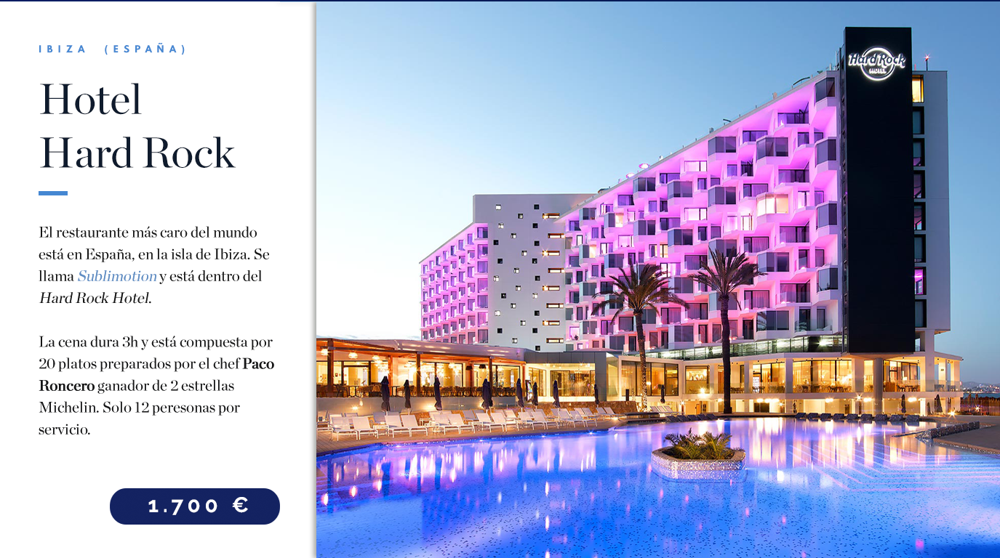 IBIZA (ESPAÑA)
Hotel
Hard Rock
El restaurante más caro del mundo
está en España, en la isla de Ibiza. Se
llama Sublimotion y está dentro del
Hard Rock Hotel.
La cena dura 3h y está compuesta por
20 platos preparados por el chef Paco
Roncero ganador de 2 estrellas
Michelin. Solo 12 peresonas por
servicio.
1.700 €
Hard Rock
HOTEL